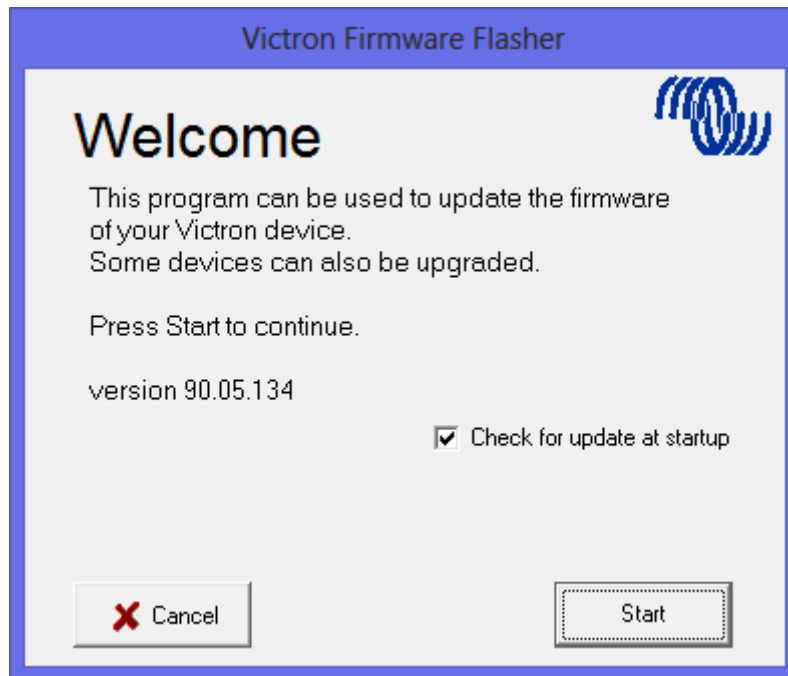 Victron Firmware Flasher
Welcome
This program can be used to update the firmware
of your Victron device.
Some devices can also be upgraded.
Press Start to continue.
version 90.05.134
Check for update at startup
Cancel
Start